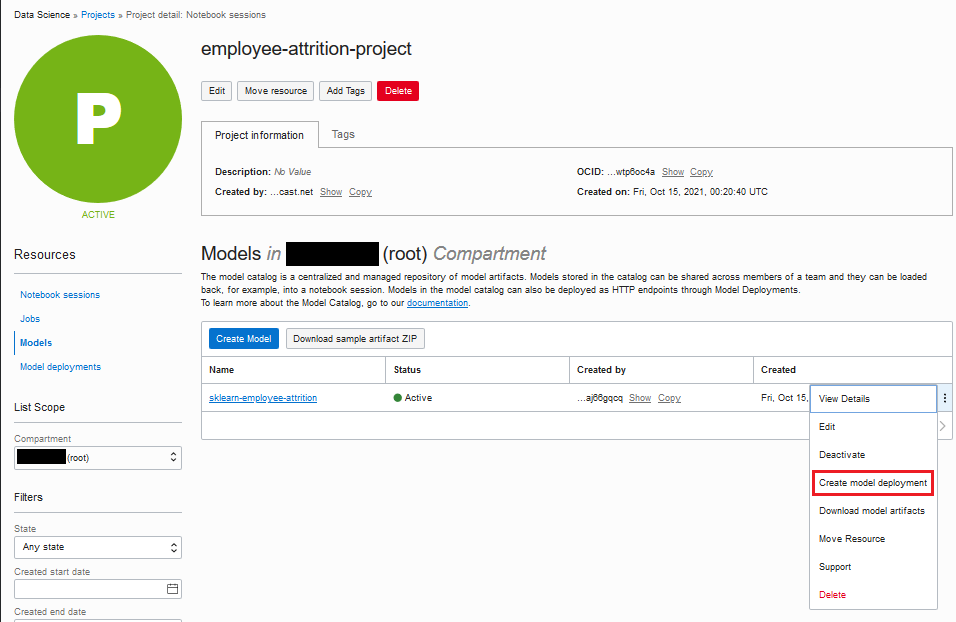 Data Science » Projects » Project detail: Notebook sessions
P
ACTIVE
employee-attrition-project
Edit Move resource Add Tags Delete
Project information Tags
Description: No Value
OCID: ...wtp6oc4a Show Copy
Created by: ...cast.net Show Copy
Created on: Fri, Oct 15, 2021, 00:20:40 UTC
Resources
Notebook sessions
Jobs
Models
Model deployments
List Scope
Compartment
(root)
Filters
State
Any state
Created start date
Created end date
Models in (root) Compartment
The model catalog is a centralized and managed repository of model artifacts. Models stored in the catalog can be shared across members of a team and they can be loaded
back, for example, into a notebook session. Models in the model catalog can also be deployed as HTTP endpoints through Model Deployments.
To learn more about the Model Catalog, go to our documentation.
Create Model Download sample artifact ZIP
Name Status Created by Created
sklearn-employee-attrition Active ...aj66gqcq Show Copy Fri, Oct 15,
View Details
Edit
Deactivate
Create model deployment
Download model artifacts
Move Resource
Support
Delete